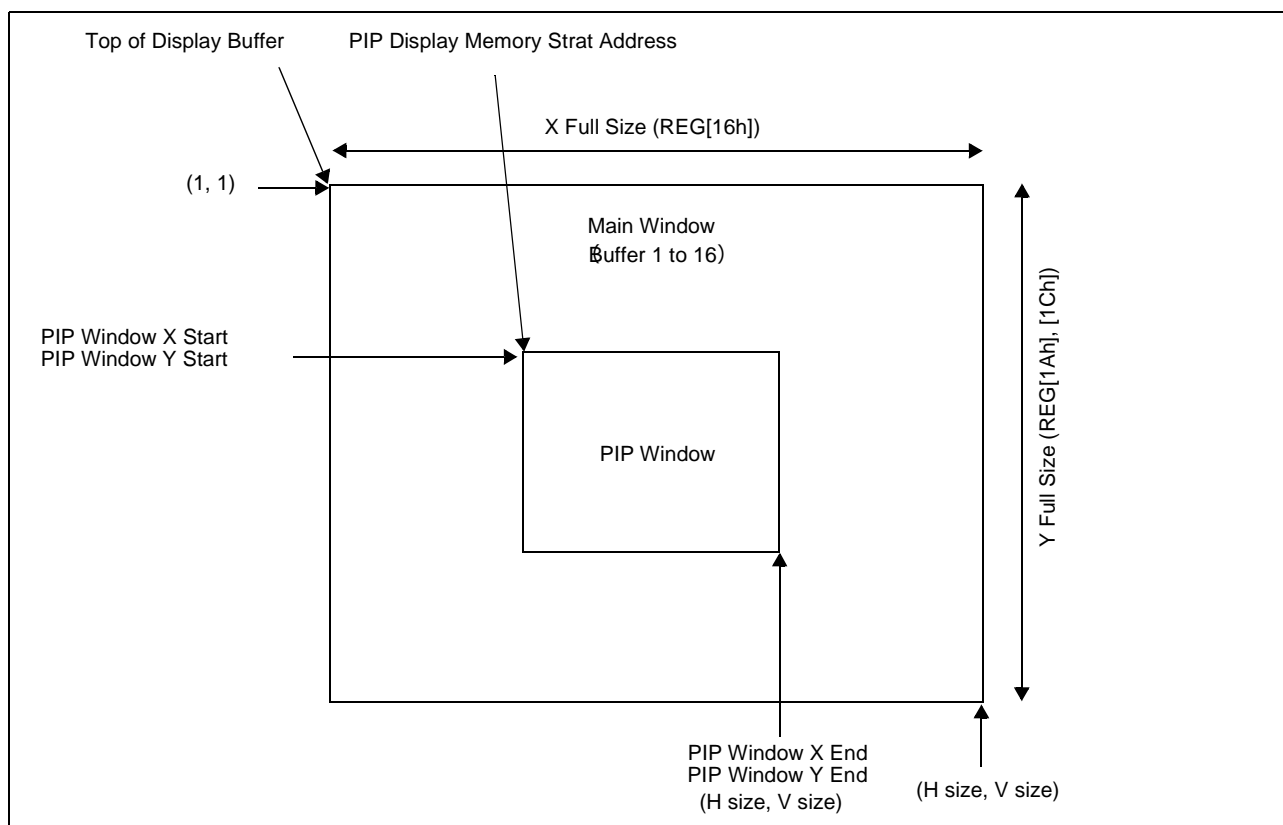 Top of Display Buffer
PIP Display Memory Strat Address
X Full Size (REG[16h])
(1, 1)
Main Window
(Buffer 1 to 16)
PIP Window X Start
PIP Window Y Start
Y Full Size (REG[1Ah], [1Ch])
PIP Window
PIP Window X End
PIP Window Y End
(H size, V size)
(H size, V size)